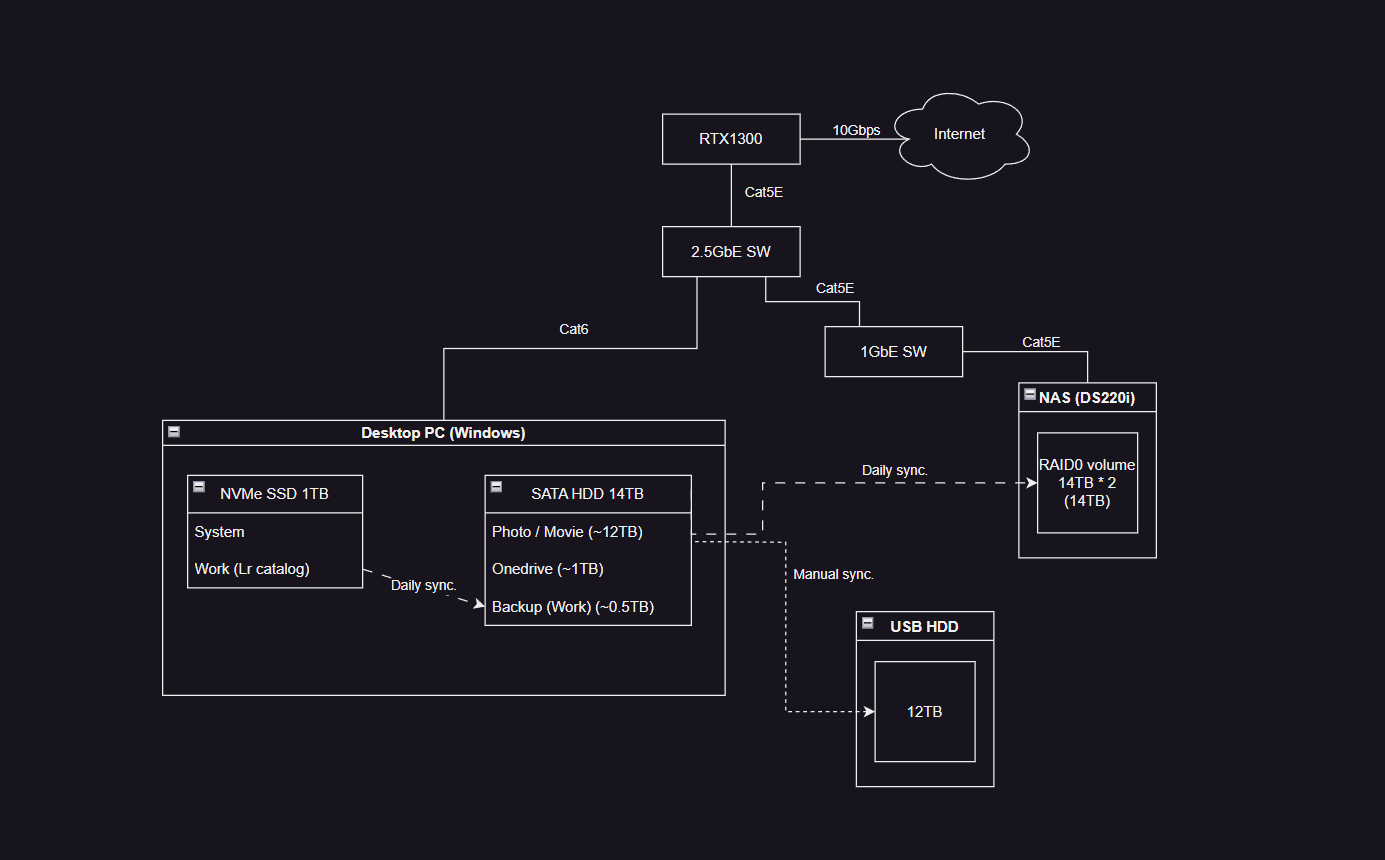 10Gbps
Internet
RTX1300
Cat5E
2.5GbE SW
Cat5E
Cat6
1GbE SW
Cat5E
NAS (DS220i)
RAID0 volume
14TB * 2
(14TB)
Desktop PC (Windows)
NVMe SSD 1TB
System
Work (Lr catalog)
Daily sync.
SATA HDD 14TB
Photo / Movie (~12TB)
Onedrive (~1TB)
Backup (Work) (~0.5TB)
Daily sync.
Manual sync.
USB HDD
12TB